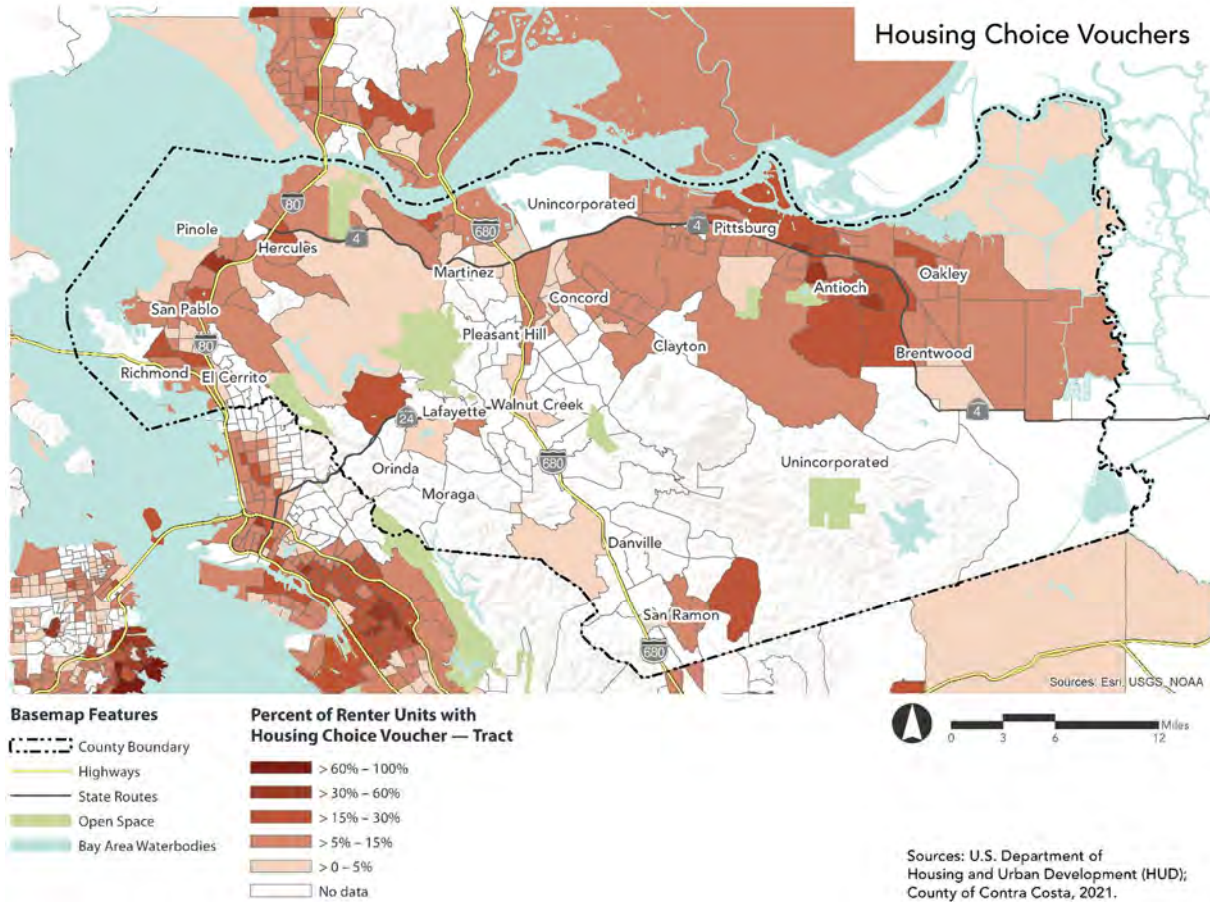 Housing Choice Vouchers
80
680
Unincorporated
Pinole
4
Hercules
4
Pittsburg
Martinez
Oakley
Antioch
San Pablo
Concord
80
Pleasant Hill
Clayton
Brentwood
Richmond
El Cerrito
4
24
Lafayette
Walnut Creek
680
Orinda
Unincorporated
Moraga
Danville
San Ramon
680
Sources: Esri, USGS, NOAA
Basemap Features
County Boundary
Highways
State Routes
Open Space
Bay Area Waterbodies
Percent of Renter Units with
Housing Choice Voucher — Tract
> 60% – 100%
> 30% – 60%
> 15% – 30%
> 5% – 15%
> 0 – 5%
No data
Miles
0 3 6 12
Sources: U.S. Department of
Housing and Urban Development (HUD);
County of Contra Costa, 2021.